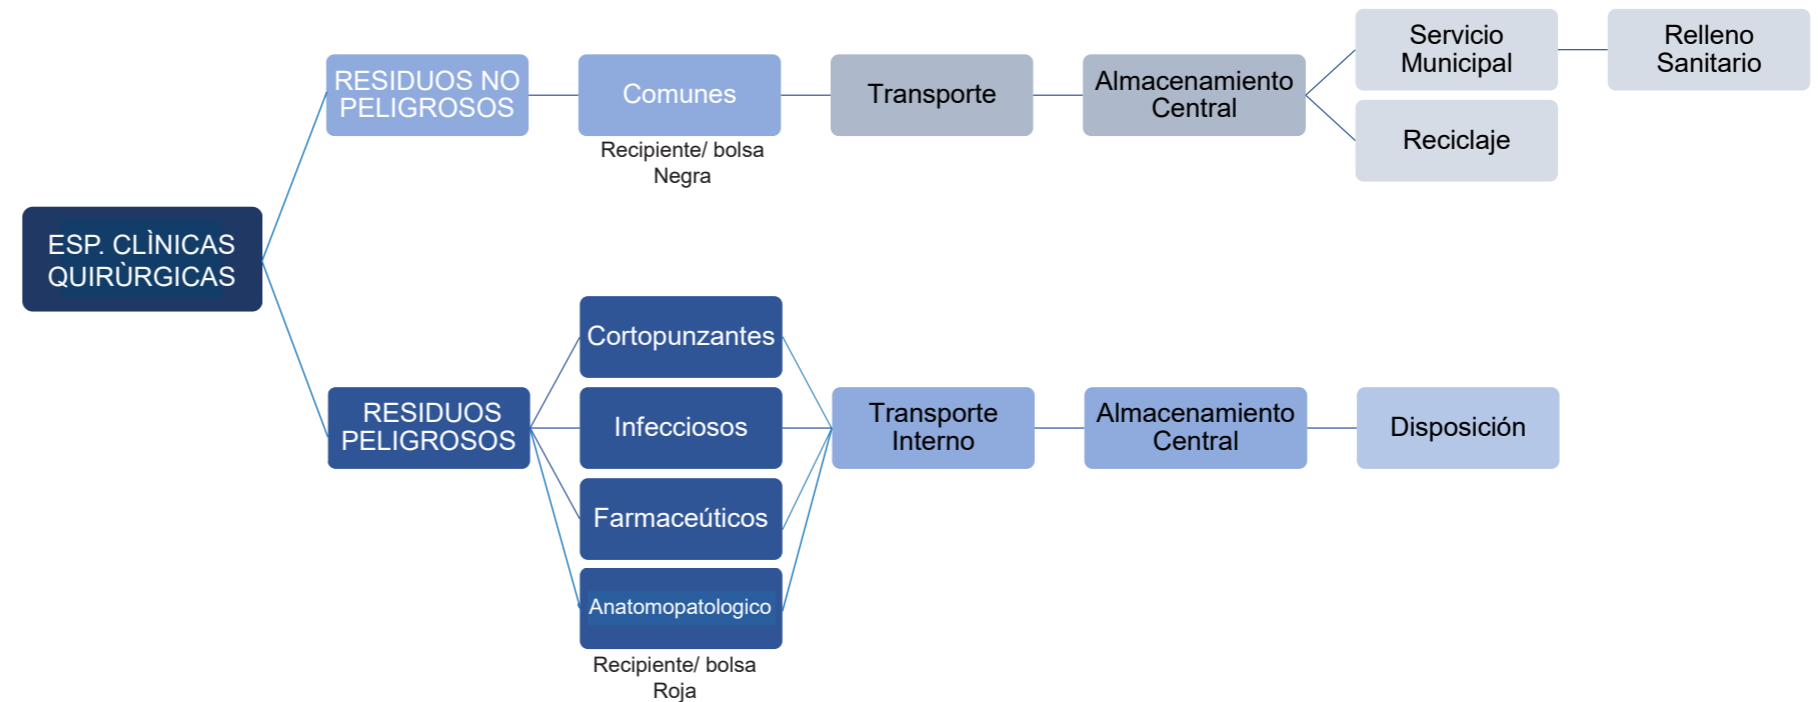 ESP. CLÌNICAS
QUIRÙRGICAS
RESIDUOS NO
PELIGROSOS
Comunes
Recipiente/ bolsa
Negra
Transporte
Almacenamiento
Central
Servicio
Municipal
Relleno
Sanitario
Reciclaje
RESIDUOS
PELIGROSOS
Cortopunzantes
Infecciosos
Farmaceúticos
Anatomopatologico
Recipiente/ bolsa
Roja
Transporte
Interno
Almacenamiento
Central
Disposición